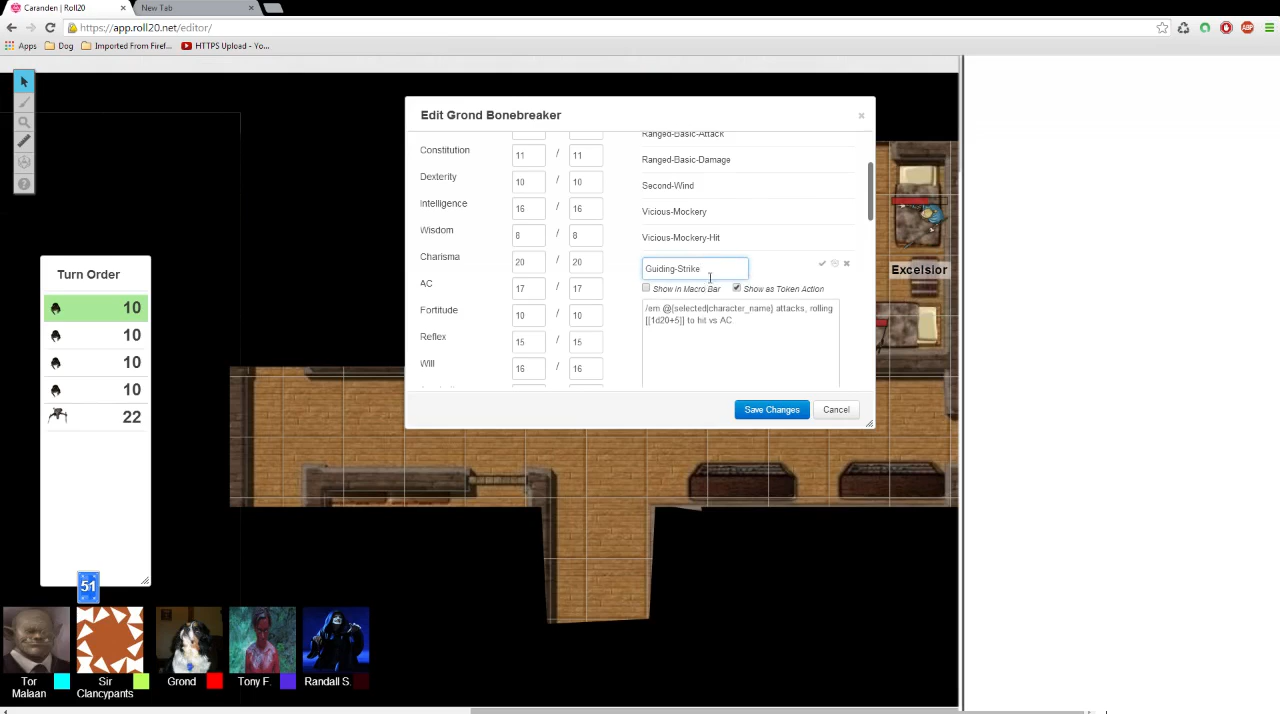 Caranden | Roll20
New Tab
https://app.roll20.net/editor/
Apps
Dog
Imported From Firef...
HTTPS Upload - Yo...
ABP
Edit Grond Bonebreaker
Ranged-Basic-Attack
Constitution 11 / 11
Ranged-Basic-Damage
Dexterity 10 / 10
Second-Wind
Intelligence 16 / 16
Vicious-Mockery
Wisdom 8 / 8
Vicious-Mockery-Hit
Charisma 20 / 20
Guiding-Strike
AC 17 / 17
Show in Macro Bar
Show as Token Action
Fortitude 10 / 10
/em @{selected|character_name} attacks, rolling
[[1d20+5]] to hit vs AC
Reflex 15 / 15
Will 16 / 16
Save Changes
Cancel
Excelsior
Turn Order
10
10
10
10
22
51
Tor
Malaan
Sir
Clancypants
Grond
Tony F.
Randall S.